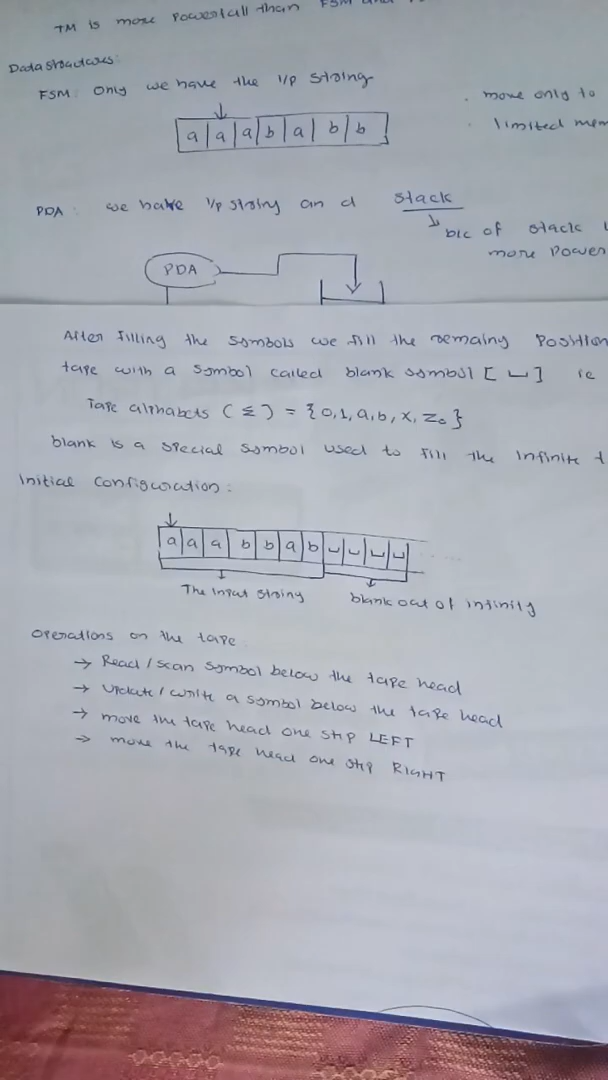 TM is more Powerfull than FSM and
Datastructures:
FSM: Only we have the i/p string
move only to
a a a b a b b
limited mem
PDA: we have i/p string an d stack
b/c of stack
more Power
PDA
After filling the symbols we fill the remaing Position
tape with a symbol called blank symbol [ ⌴ ] ie
Tape alphabets (Σ) = {0,1,a,b,x,Z₀}
blank is a special symbol used to fill the infinite t
Initial Configuration:
a a a b b a b ⌴ ⌴ ⌴ ⌴ ......
The Input string blank out of infinity
Operations on the tape
→ Read / scan symbol below the tape head
→ Update / write a symbol below the tape head
→ move the tape head one step LEFT
→ move the tape head one step RIGHT